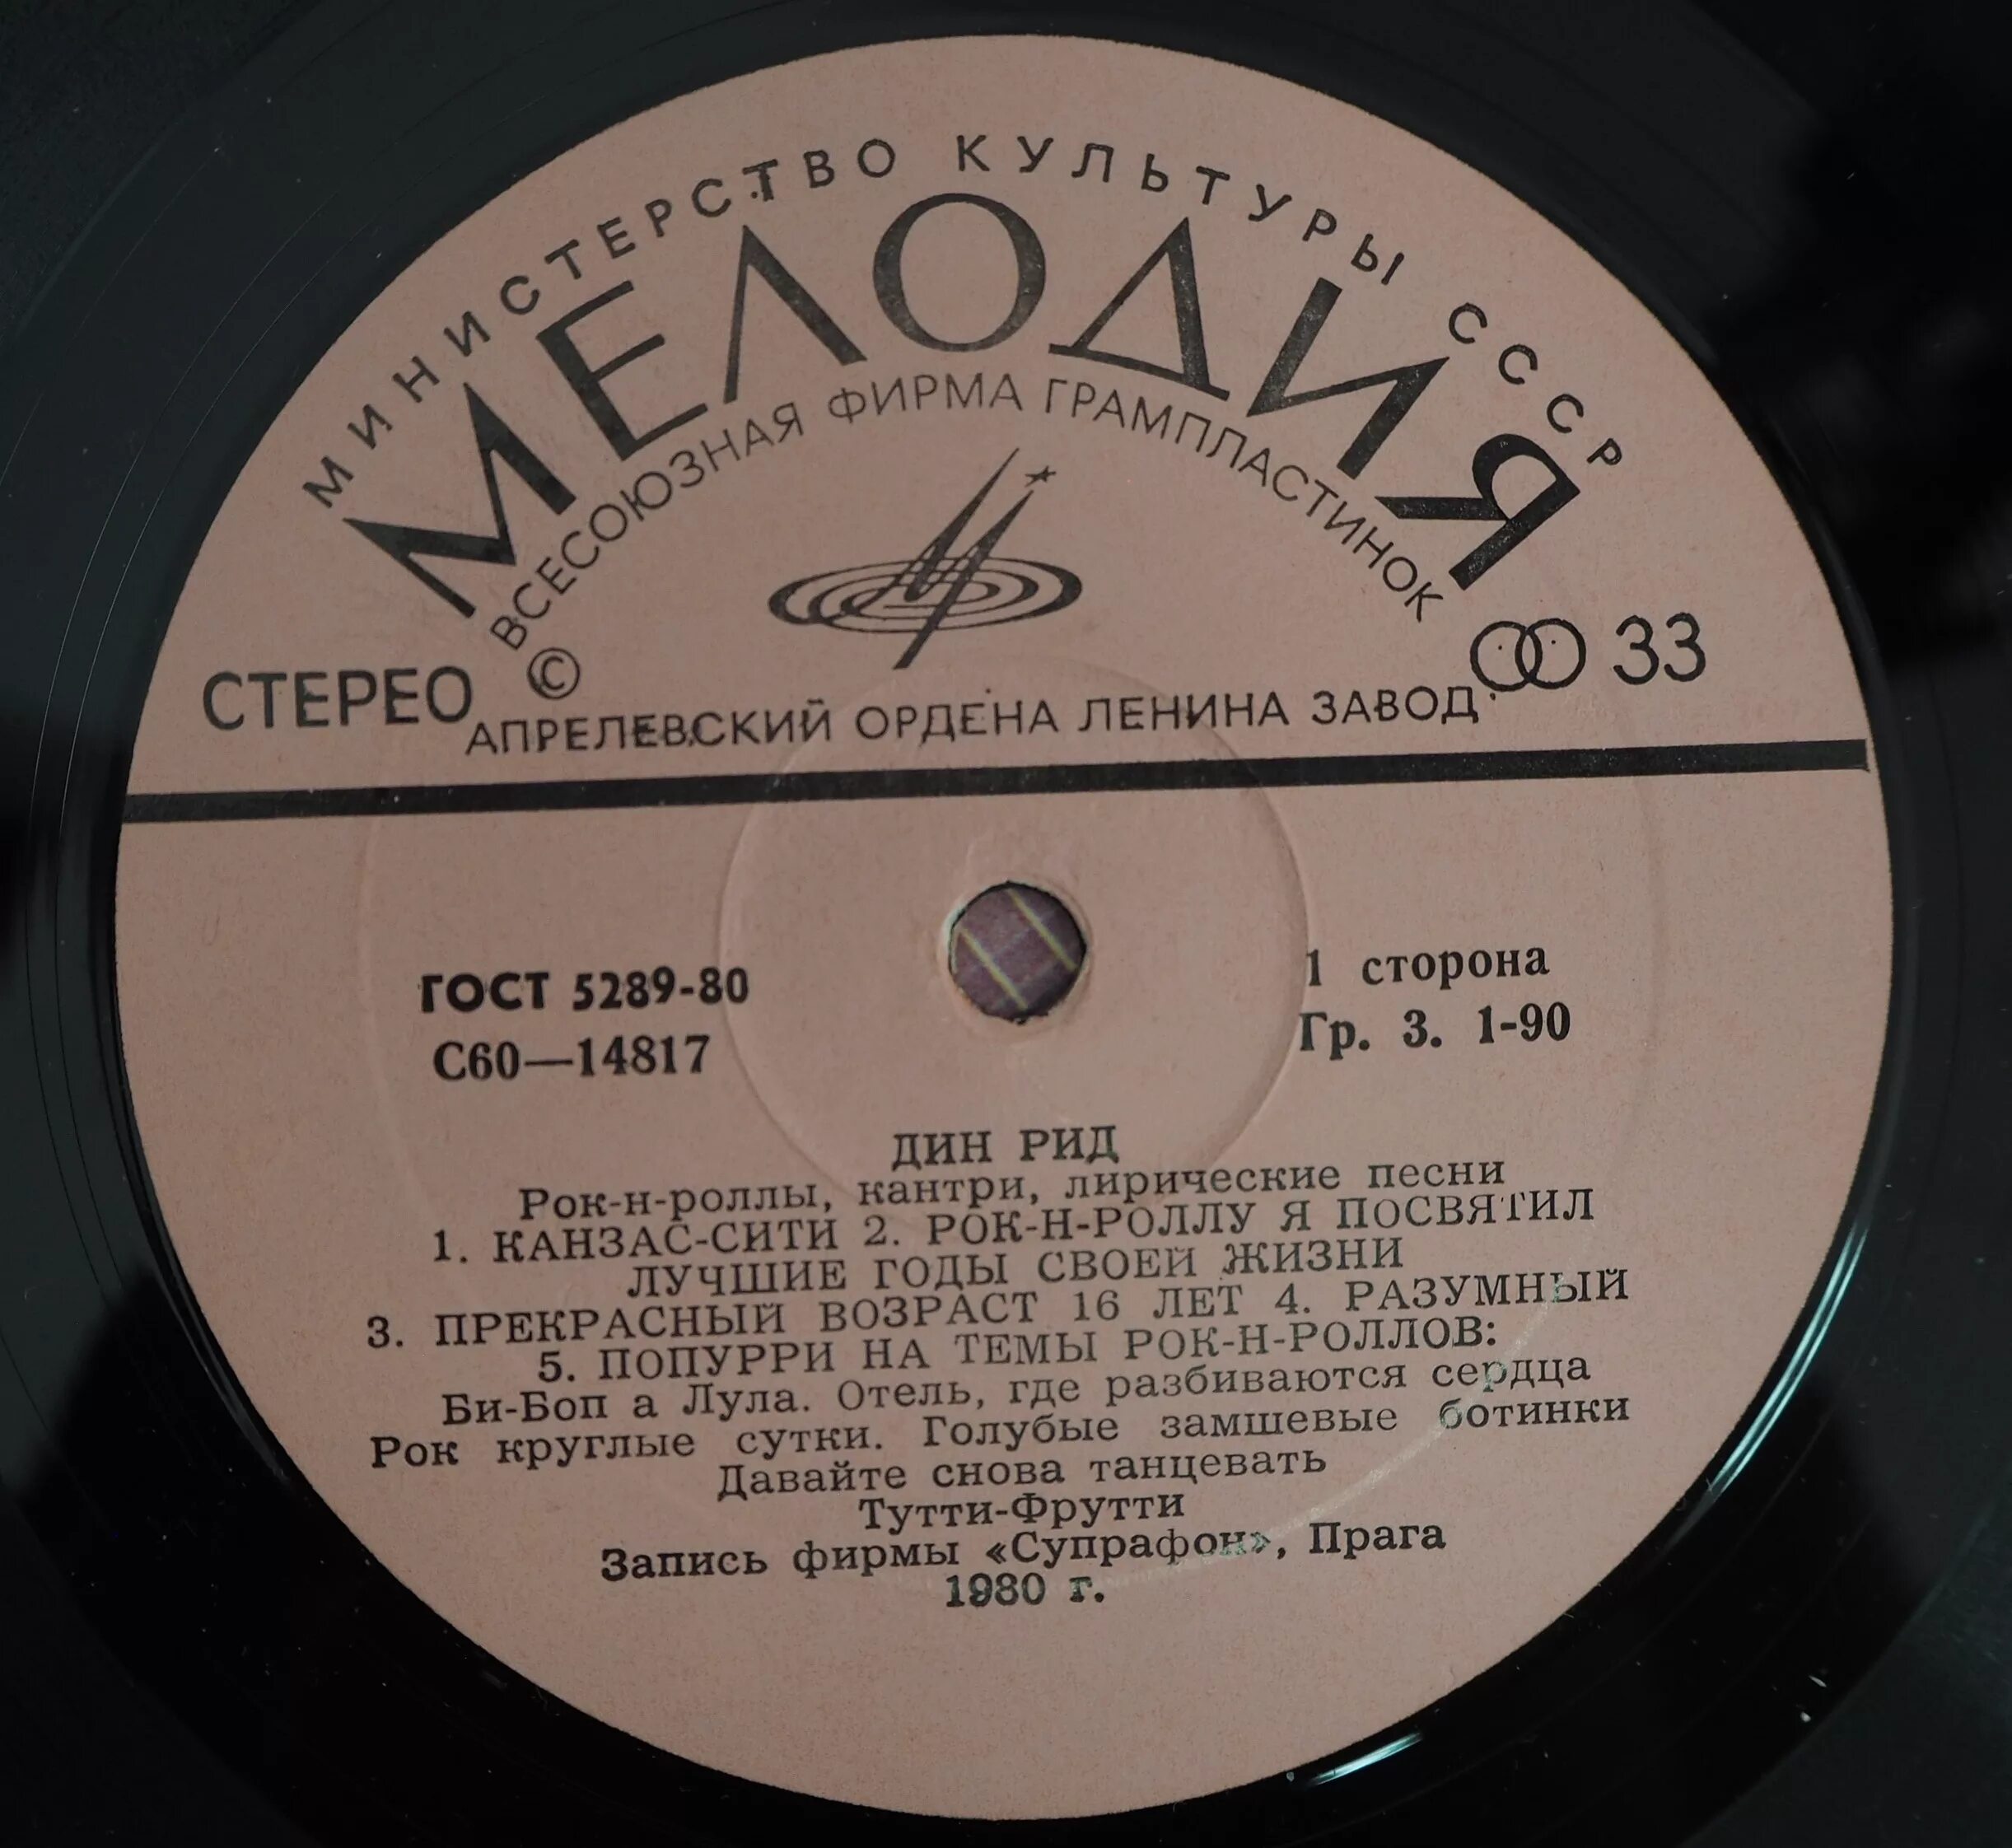 МИНИСТЕРСТВО КУЛЬТУРЫ СССР
МЕЛОДИЯ
ВСЕСОЮЗНАЯ ФИРМА ГРАМПЛАСТИНОК
СТЕРЕО © 33
АПРЕЛЕВСКИЙ ОРДЕНА ЛЕНИНА ЗАВОД
ГОСТ 5289-80
С60—14817
1 сторона
Гр. 3. 1-90
ДИН РИД
Рок-н-роллы, кантри, лирические песни
1. КАНЗАС-СИТИ 2. РОК-Н-РОЛЛУ Я ПОСВЯТИЛ
ЛУЧШИЕ ГОДЫ СВОЕЙ ЖИЗНИ
3. ПРЕКРАСНЫЙ ВОЗРАСТ 16 ЛЕТ 4. РАЗУМНЫЙ
5. ПОПУРРИ НА ТЕМЫ РОК-Н-РОЛЛОВ:
Би-Боп а Лула. Отель, где разбиваются сердца
Рок круглые сутки. Голубые замшевые ботинки
Давайте снова танцевать
Тутти-Фрутти
Запись фирмы «Супрафон», Прага
1980 г.